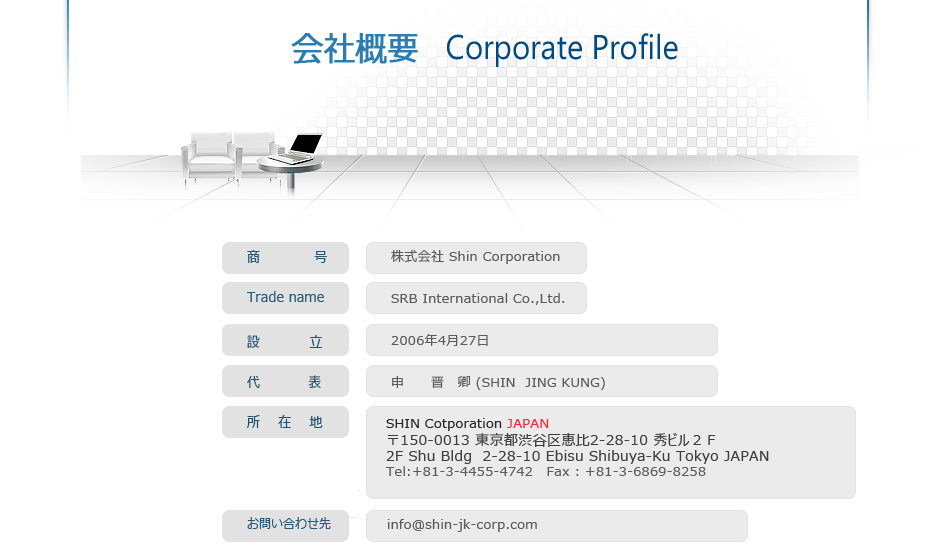 会社概要 Corporate Profile
商 号 株式会社 Shin Corporation
Trade name SRB International Co.,Ltd.
設 立 2006年4月27日
代 表 申 晋 卿 (SHIN JING KUNG)
所 在 地 SHIN Cotporation JAPAN
〒150-0013 東京都渋谷区恵比2-28-10 秀ビル２Ｆ
2F Shu Bldg 2-28-10 Ebisu Shibuya-Ku Tokyo JAPAN
Tel:+81-3-4455-4742 Fax : +81-3-6869-8258
お問い合わせ先 info@shin-jk-corp.com